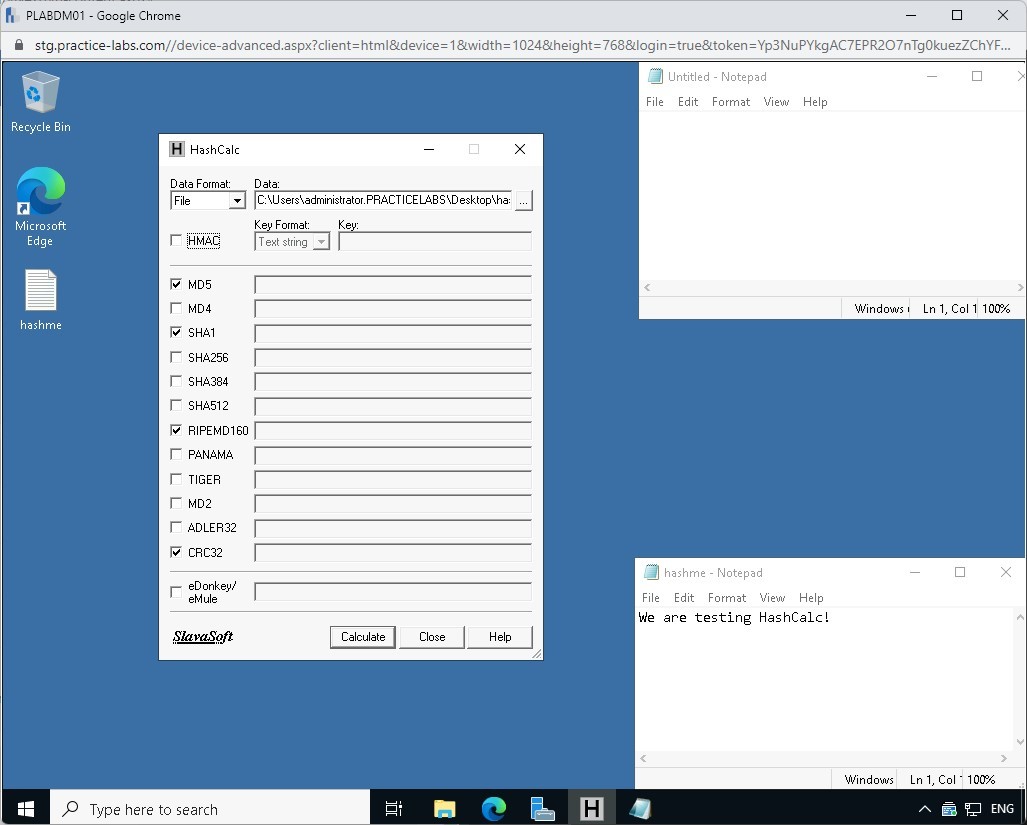 PLABDM01 - Google Chrome
stg.practice-labs.com//device-advanced.aspx?client=html&device=1&width=1024&height=768&login=true&token=Yp3NuPYkgAC7EPR2O7nTg0kuezZChYF...
Recycle Bin
Microsoft
Edge
hashme
H HashCalc
Data Format:
Data:
File
C:\Users\administrator.PRACTICELABS\Desktop\ha:
...
Key Format:
Key:
HMAC
Text string
MD5
MD4
SHA1
SHA256
SHA384
SHA512
RIPEMD160
PANAMA
TIGER
MD2
ADLER32
CRC32
eDonkey/
eMule
SlavaSoft
Calculate
Close
Help
Untitled - Notepad
File Edit Format View Help
Windows Ln 1, Col 1 100%
hashme - Notepad
File Edit Format View Help
We are testing HashCalc!
Windows Ln 1, Col 100%
Type here to search
H
ENG